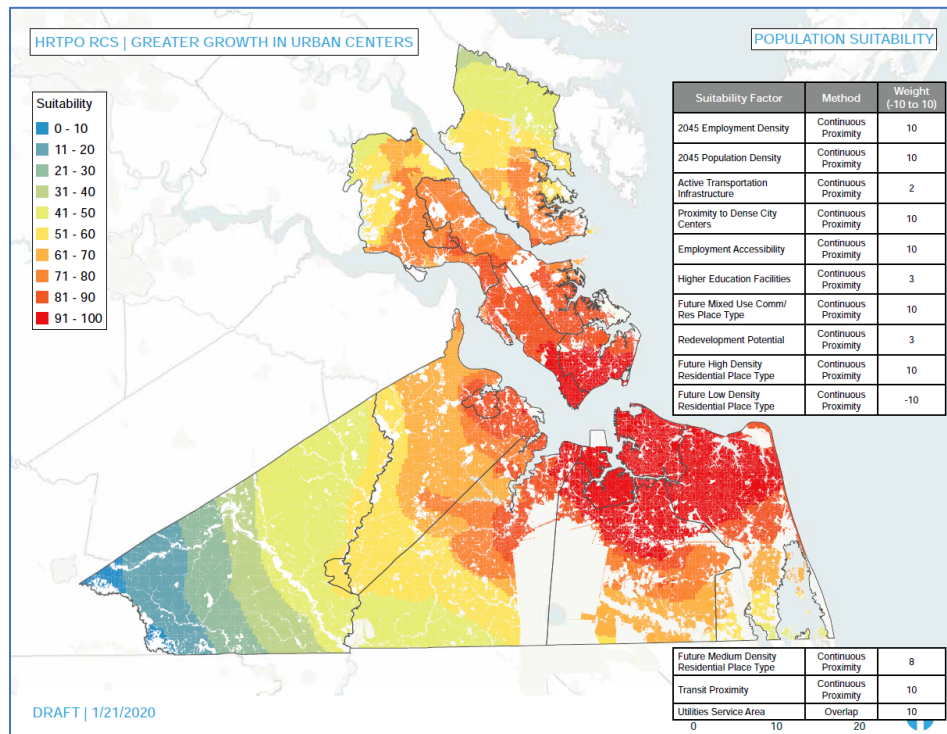 HRTPO RCS | GREATER GROWTH IN URBAN CENTERS
POPULATION SUITABILITY
Suitability
0 - 10
11 - 20
21 - 30
31 - 40
41 - 50
51 - 60
61 - 70
71 - 80
81 - 90
91 - 100
Suitability Factor Method Weight
(-10 to 10)
2045 Employment Density Continuous
Proximity 10
2045 Population Density Continuous
Proximity 10
Active Transportation
Infrastructure Continuous
Proximity 2
Proximity to Dense City
Centers Continuous
Proximity 10
Employment Accessibility Continuous
Proximity 10
Higher Education Facilities Continuous
Proximity 3
Future Mixed Use Comm/
Res Place Type Continuous
Proximity 10
Redevelopment Potential Continuous
Proximity 3
Future High Density
Residential Place Type Continuous
Proximity 10
Future Low Density
Residential Place Type Continuous
Proximity -10
Future Medium Density
Residential Place Type Continuous
Proximity 8
Transit Proximity Continuous
Proximity 10
Utilities Service Area Overlap 10
0 10 20
DRAFT | 1/21/2020